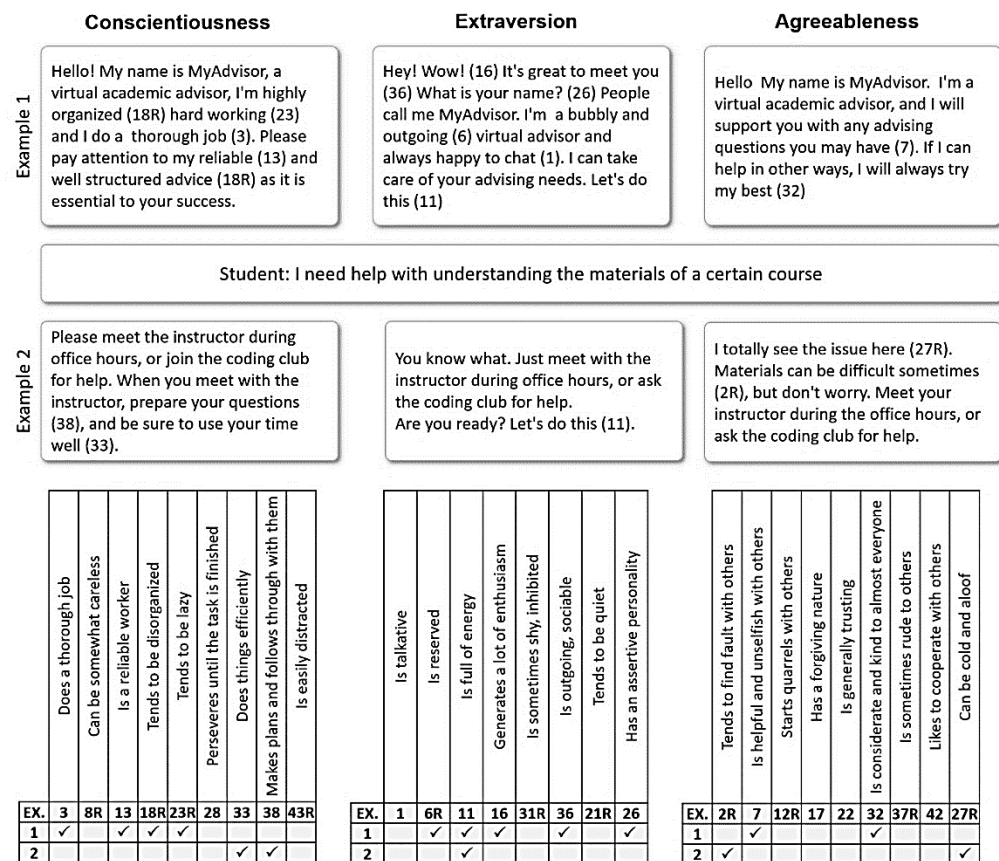 Conscientiousness
Extraversion
Agreeableness
Example 1
Hello! My name is MyAdvisor, a
virtual academic advisor, I'm highly
organized (18R) hard working (23)
and I do a thorough job (3). Please
pay attention to my reliable (13) and
well structured advice (18R) as it is
essential to your success.
Hey! Wow! (16) It's great to meet you
(36) What is your name? (26) People
call me MyAdvisor. I'm a bubbly and
outgoing (6) virtual advisor and
always happy to chat (1). I can take
care of your advising needs. Let's do
this (11)
Hello My name is MyAdvisor. I'm a
virtual academic advisor, and I will
support you with any advising
questions you may have (7). If I can
help in other ways, I will always try
my best (32)
Student: I need help with understanding the materials of a certain course
Example 2
Please meet the instructor during
office hours, or join the coding club
for help. When you meet with the
instructor, prepare your questions
(38), and be sure to use your time
well (33).
You know what. Just meet with the
instructor during office hours, or ask
the coding club for help.
Are you ready? Let's do this (11).
I totally see the issue here (27R).
Materials can be difficult sometimes
(2R), but don't worry. Meet your
instructor during the office hours, or
ask the coding club for help.
Does a thorough job
Can be somewhat careless
Is a reliable worker
Tends to be disorganized
Tends to be lazy
Perseveres until the task is finished
Does things efficiently
Makes plans and follows through with them
Is easily distracted
EX. 3 8R 13 18R 23R 28 33 38 43R
1 ✓ ✓ ✓ ✓
2 ✓ ✓
Is talkative
Is reserved
Is full of energy
Generates a lot of enthusiasm
Is sometimes shy, inhibited
Is outgoing, sociable
Tends to be quiet
Has an assertive personality
EX. 1 6R 11 16 31R 36 21R 26
1 ✓ ✓ ✓ ✓ ✓
2 ✓
Tends to find fault with others
Is helpful and unselfish with others
Starts quarrels with others
Has a forgiving nature
Is generally trusting
Is considerate and kind to almost everyone
Is sometimes rude to others
Likes to cooperate with others
Can be cold and aloof
EX. 2R 7 12R 17 22 32 37R 42 27R
1 ✓ ✓
2 ✓ ✓